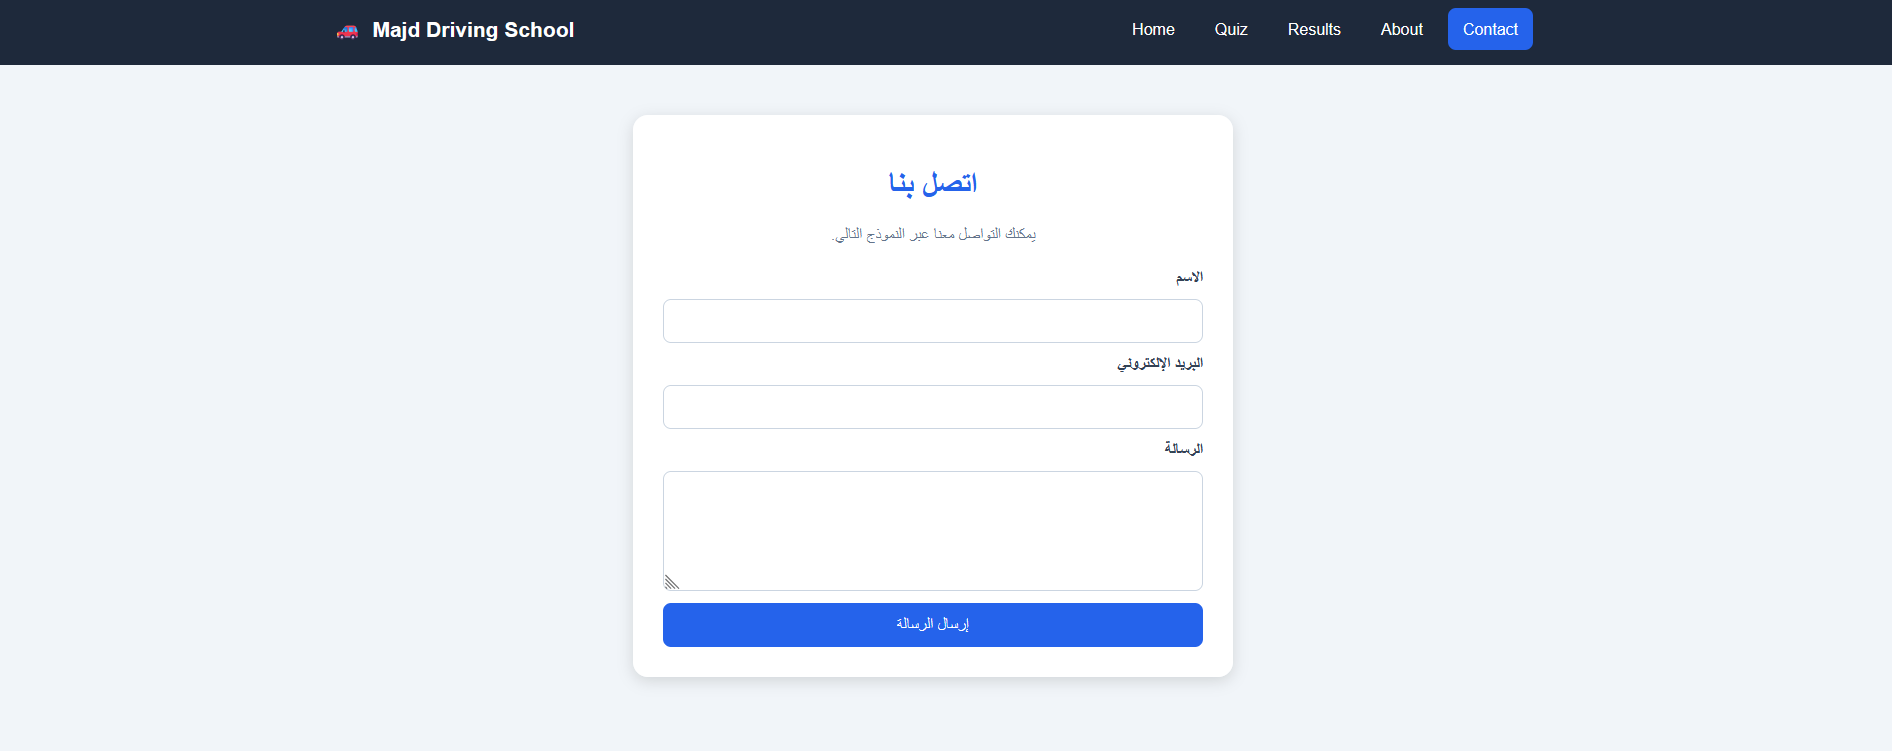 Majd Driving School
Home Quiz Results About Contact
اتصل بنا
يمكنك التواصل معنا عبر النموذج التالي.
الاسم
البريد الإلكتروني
الرسالة
إرسال الرسالة